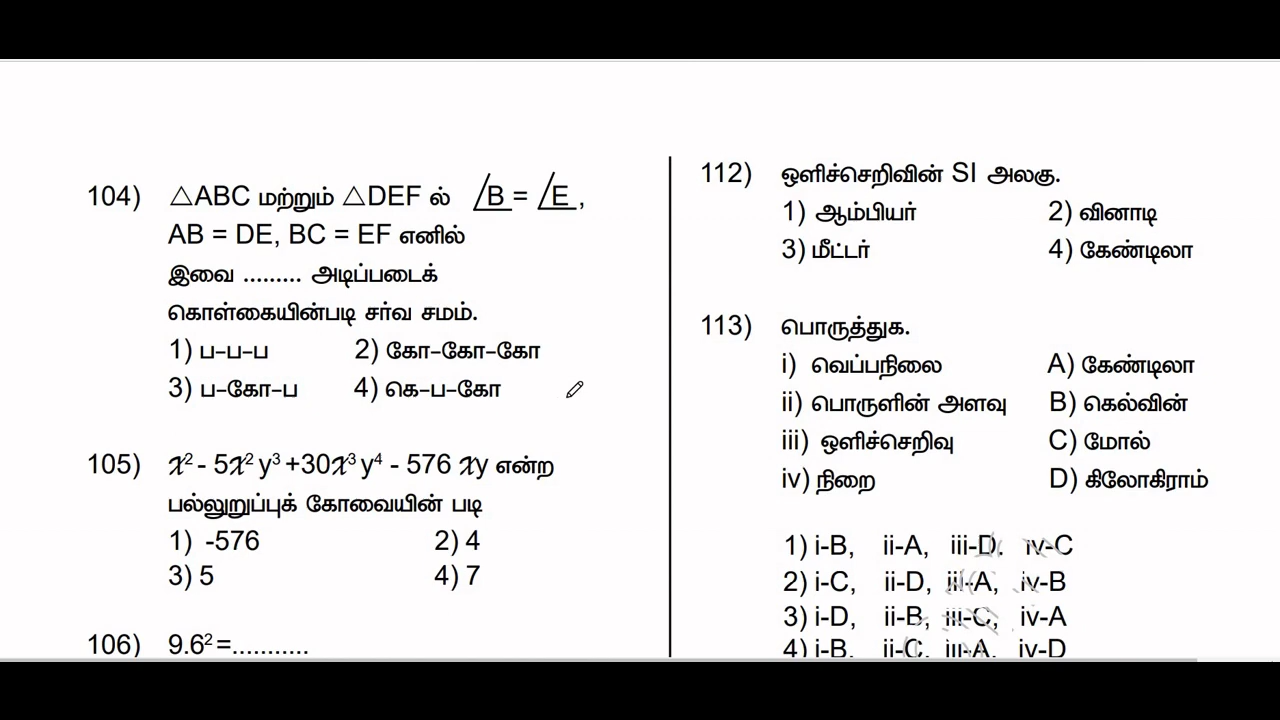 104) △ABC மற்றும் △DEF ல் ∠B = ∠E,
AB = DE, BC = EF எனில்
இவை ......... அடிப்படைக்
கொள்கையின்படி சர்வ சமம்.
1) ப-ப-ப 2) கோ-கோ-கோ
3) ப-கோ-ப 4) கெ-ப-கோ
105) x² - 5x² y³ +30x³ y⁴ - 576 xy என்ற
பல்லுறுப்புக் கோவையின் படி
1) -576 2) 4
3) 5 4) 7
106) 9.6² =...........
112) ஒளிச்செறிவின் SI அலகு.
1) ஆம்பியர் 2) வினாடி
3) மீட்டர் 4) கேண்டிலா
113) பொருத்துக.
i) வெப்பநிலை A) கேண்டிலா
ii) பொருளின் அளவு B) கெல்வின்
iii) ஒளிச்செறிவு C) மோல்
iv) நிறை D) கிலோகிராம்
1) i-B, ii-A, iii-D. iv-C
2) i-C, ii-D, iii-A, iv-B
3) i-D, ii-B, iii-C, iv-A
4) i-B, ii-C, iii-A, iv-D